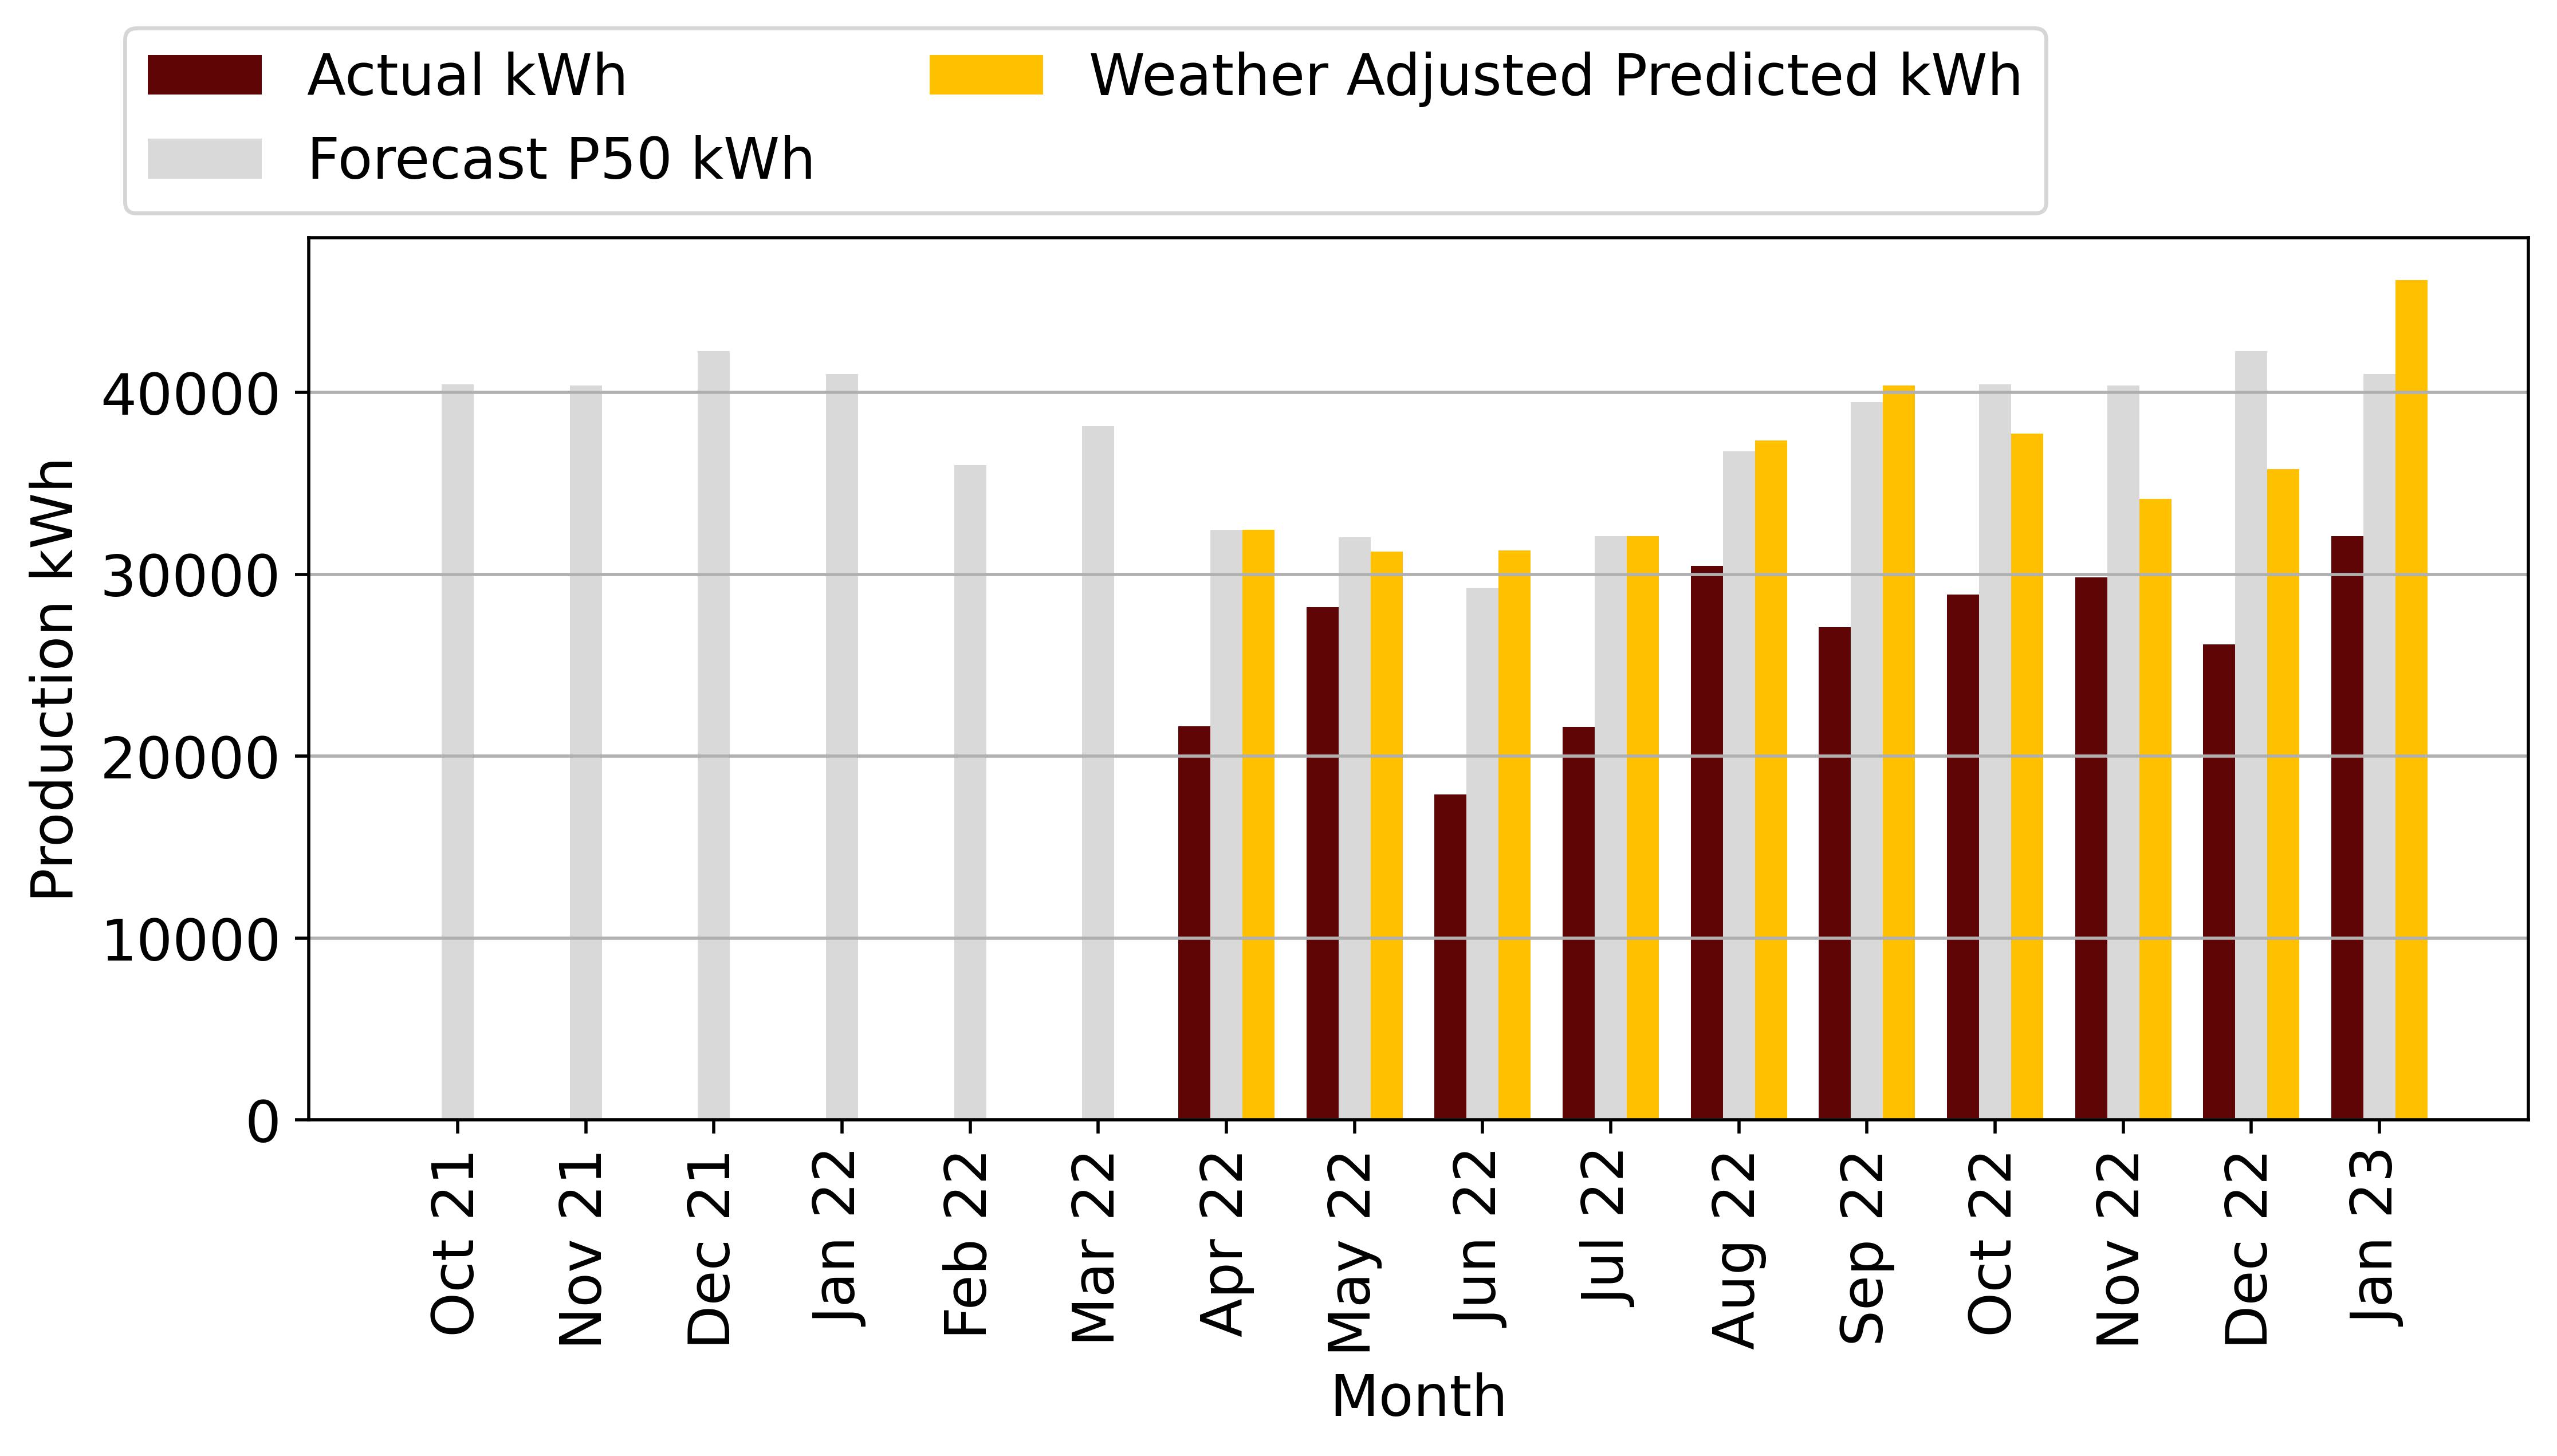 Actual kWh
Forecast P50 kWh
Weather Adjusted Predicted kWh
Production kWh
40000
30000
20000
10000
0
Oct 21
Nov 21
Dec 21
Jan 22
Feb 22
Mar 22
Apr 22
May 22
Jun 22
Jul 22
Aug 22
Sep 22
Oct 22
Nov 22
Dec 22
Jan 23
Month